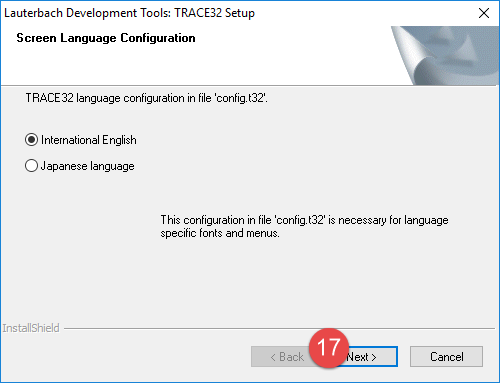 Lauterbach Development Tools: TRACE32 Setup
Screen Language Configuration
TRACE32 language configuration in file 'config.t32'.
International English
Japanese language
This configuration in file 'config.t32' is necessary for language
specific fonts and menus.
InstallShield
< Back 17 Next > Cancel